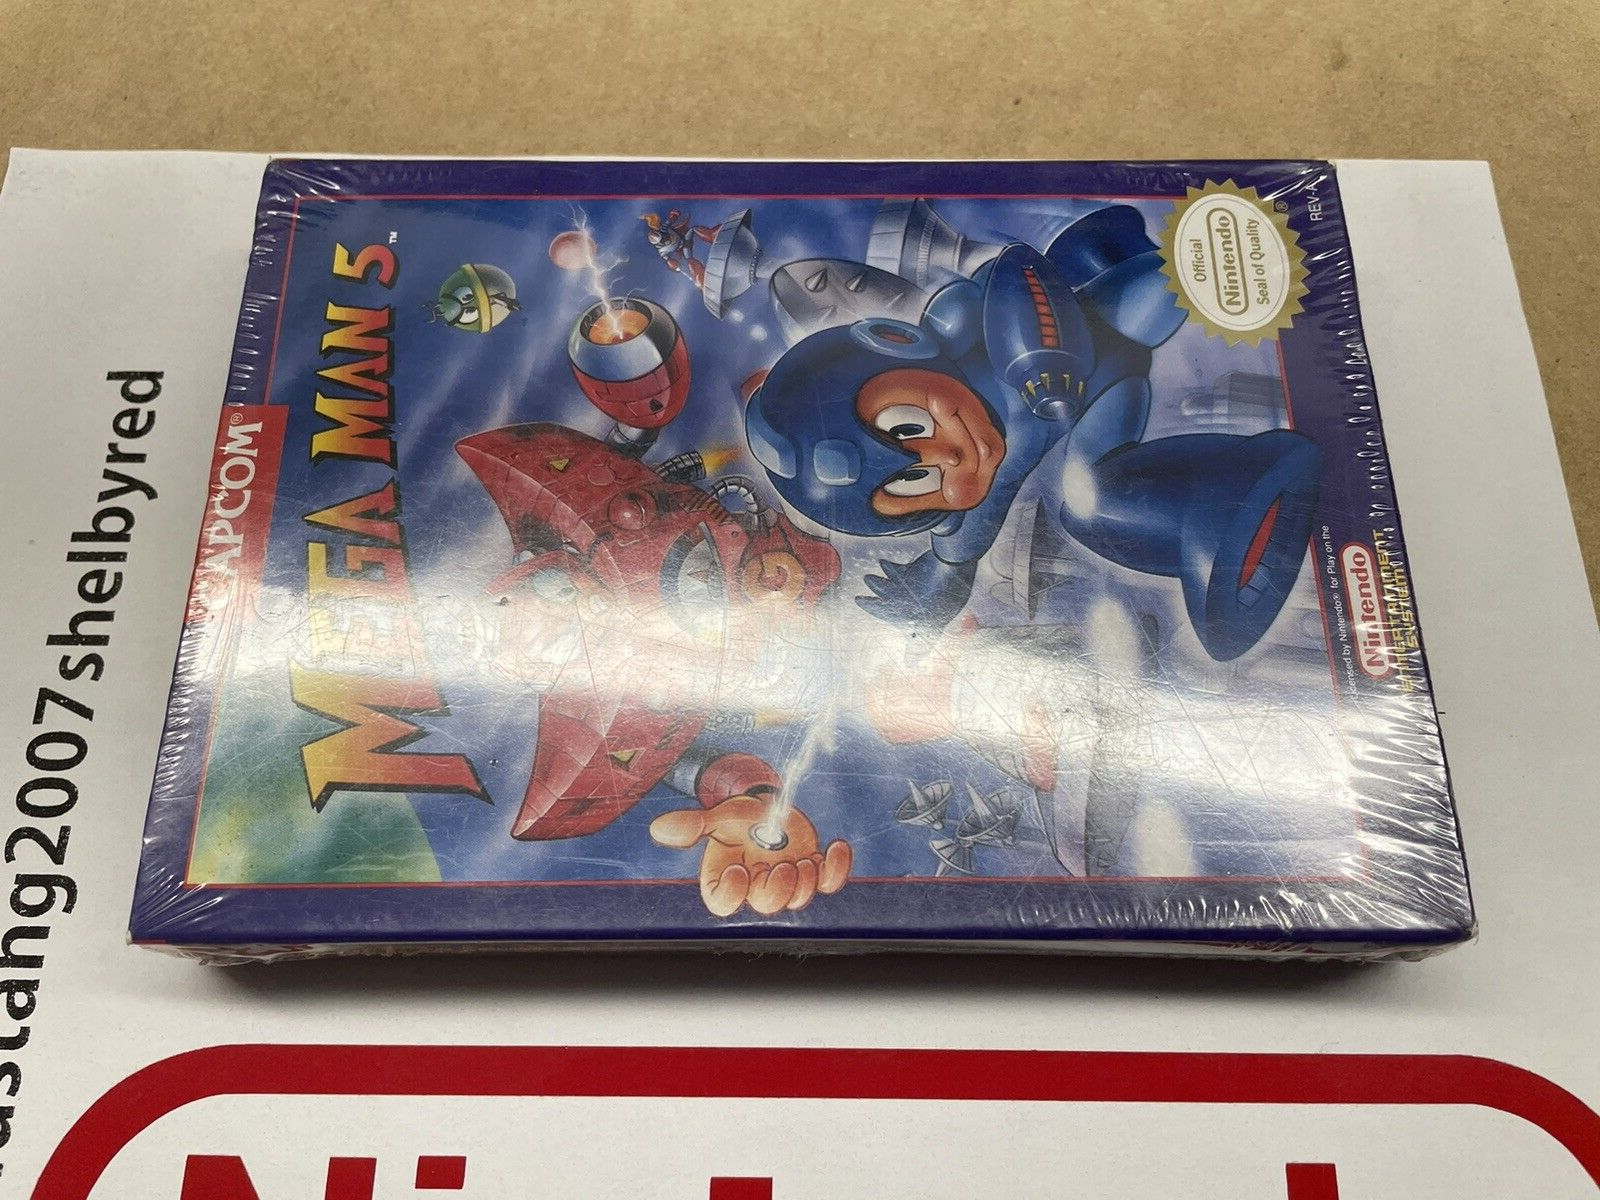 CAPCOM®
MEGA MAN 5™
Official
Nintendo®
Seal of Quality
REV-A
Licensed by Nintendo® for Play on the
Nintendo
ENTERTAINMENT
SYSTEM
ustang2007shelbyred